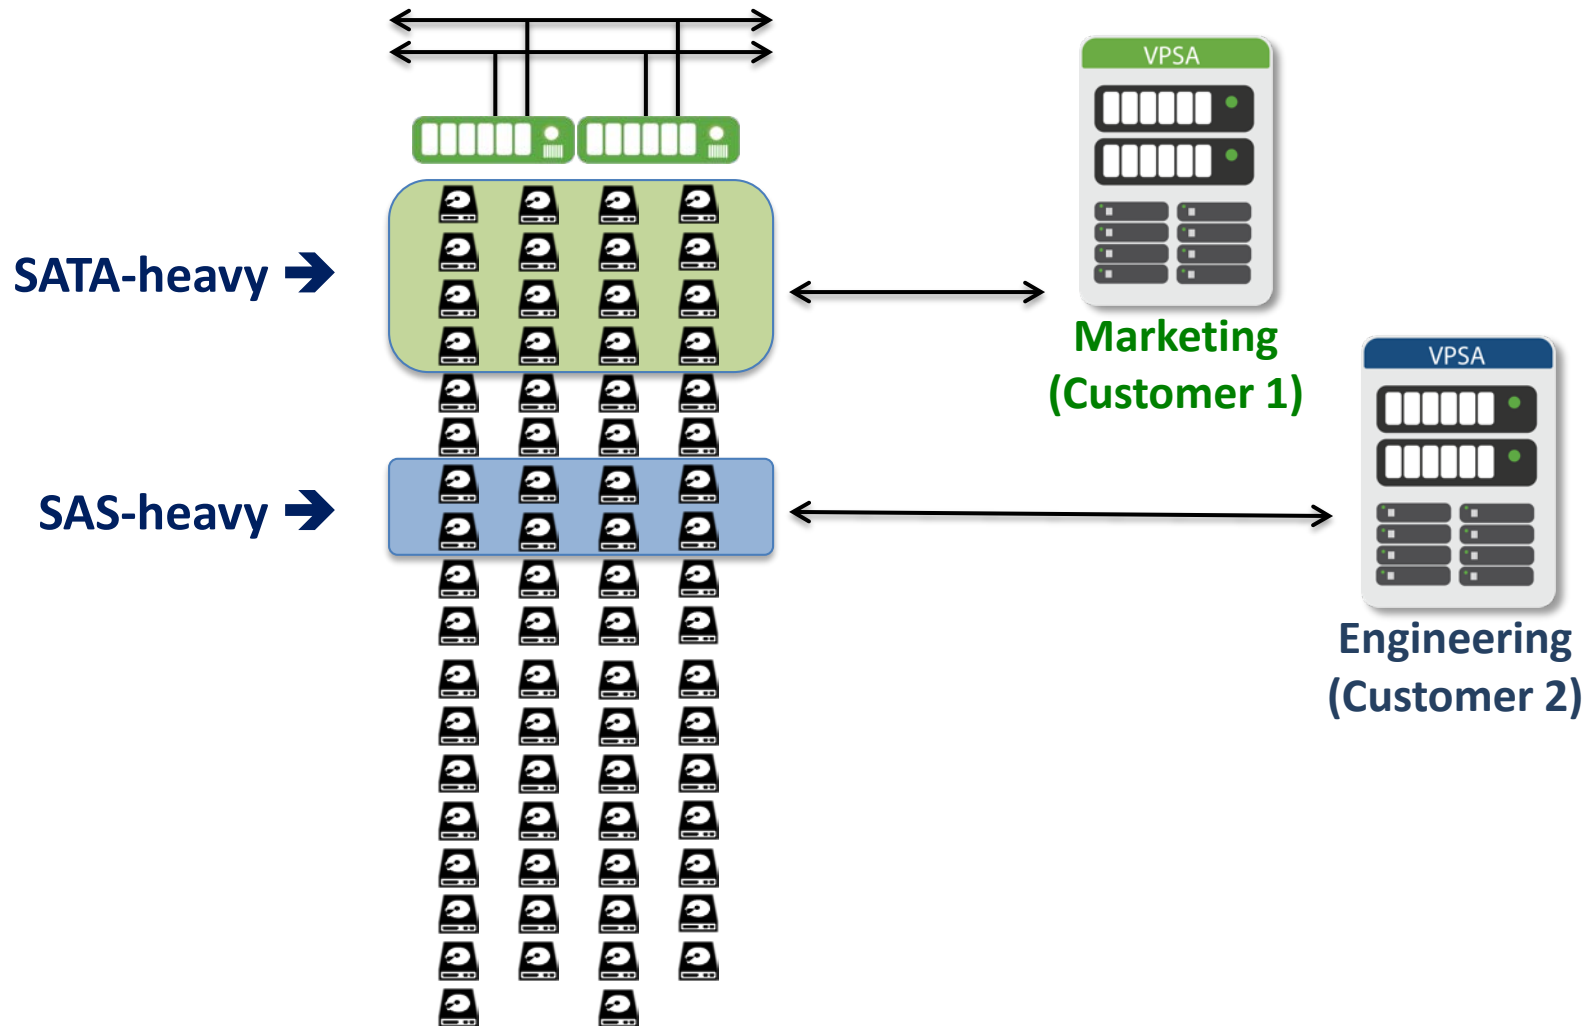 VPSA
SATA-heavy ➔
Marketing
(Customer 1)
VPSA
SAS-heavy ➔
Engineering
(Customer 2)